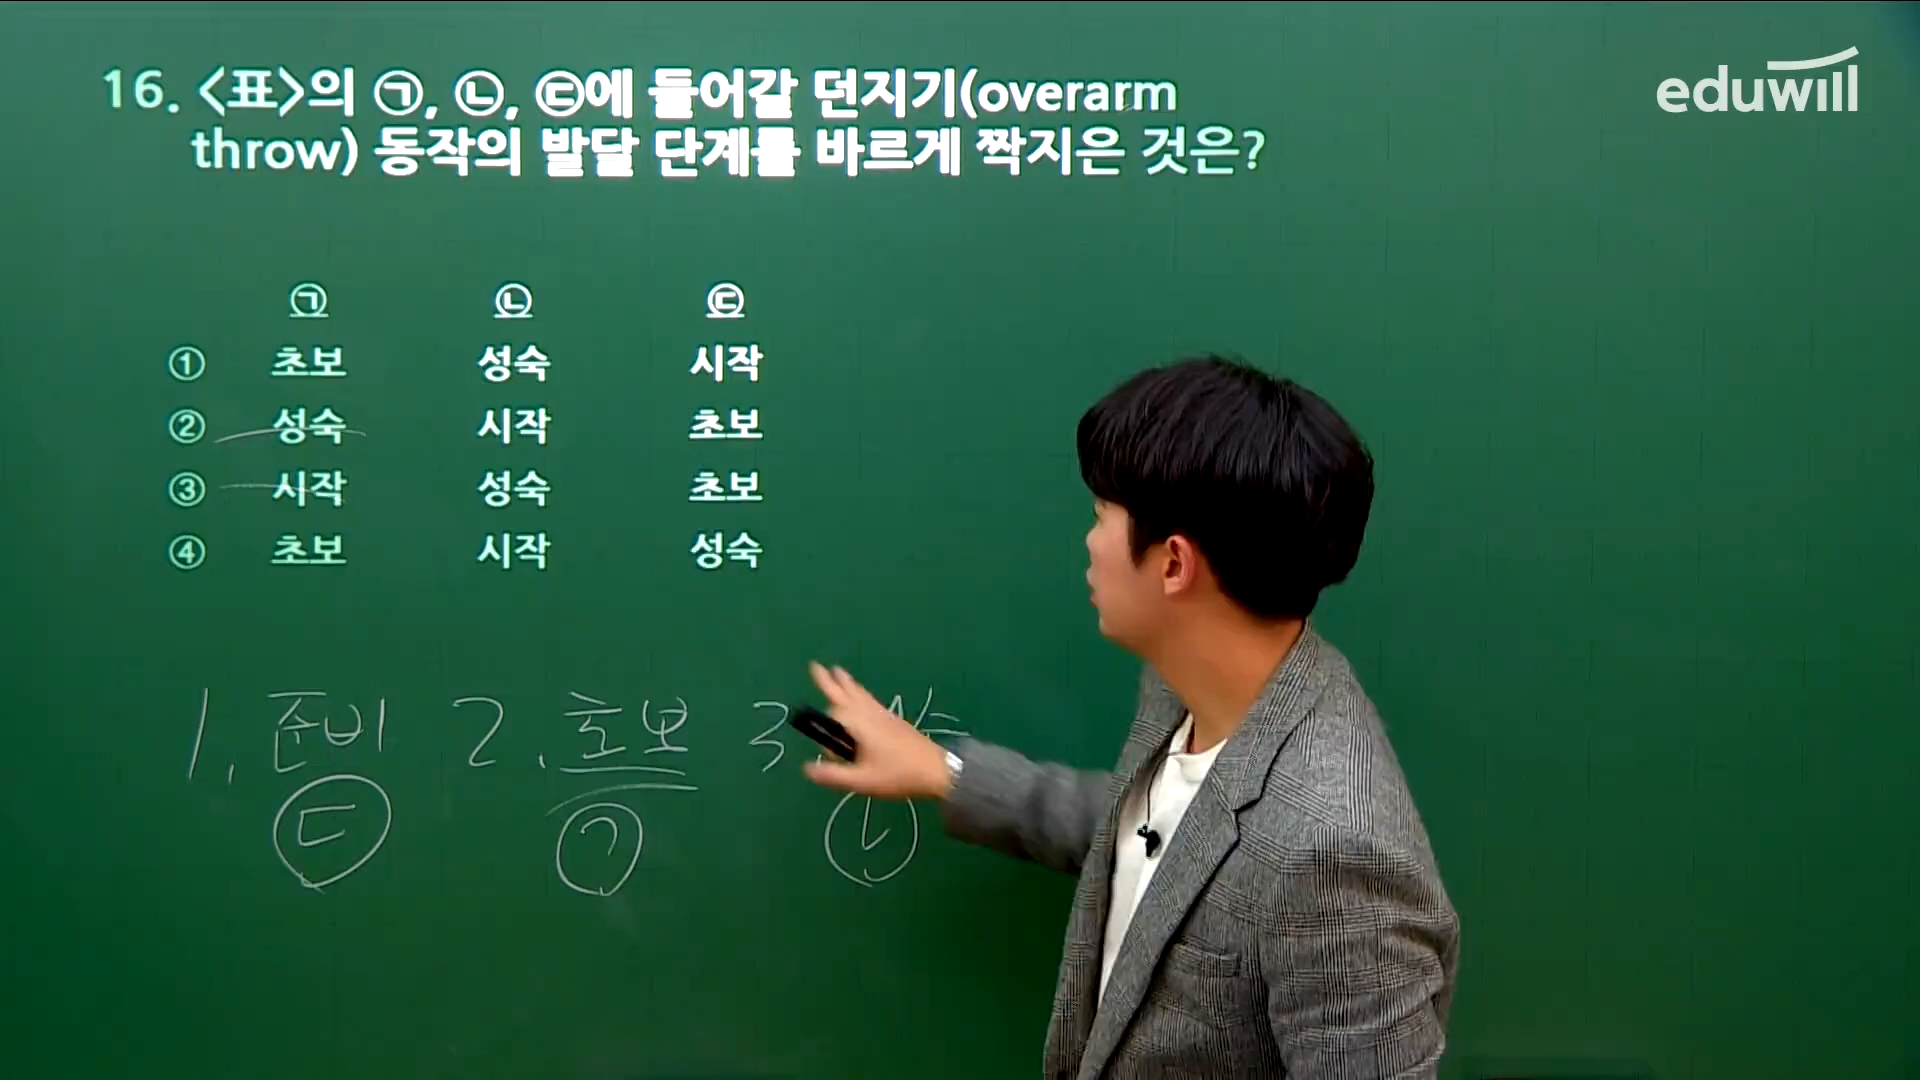 eduwill
16. <표>의 ㉠, ㉡, ㉢에 들어갈 던지기(overarm
throw) 동작의 발달 단계를 바르게 짝지은 것은?
㉠ ㉡ ㉢
① 초보 성숙 시작
② 성숙 시작 초보
③ 시작 성숙 초보
④ 초보 시작 성숙
1. 준비 2. 초보 3.
㉢ ㉠ ㉡